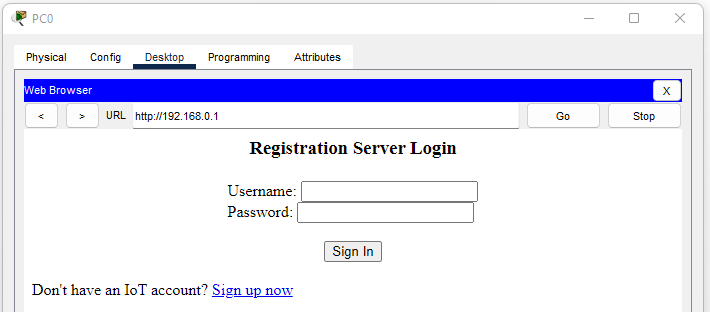 PC0
Physical Config Desktop Programming Attributes
Web Browser X
< > URL http://192.168.0.1 Go Stop
Registration Server Login
Username:
Password:
Sign In
Don't have an IoT account? Sign up now